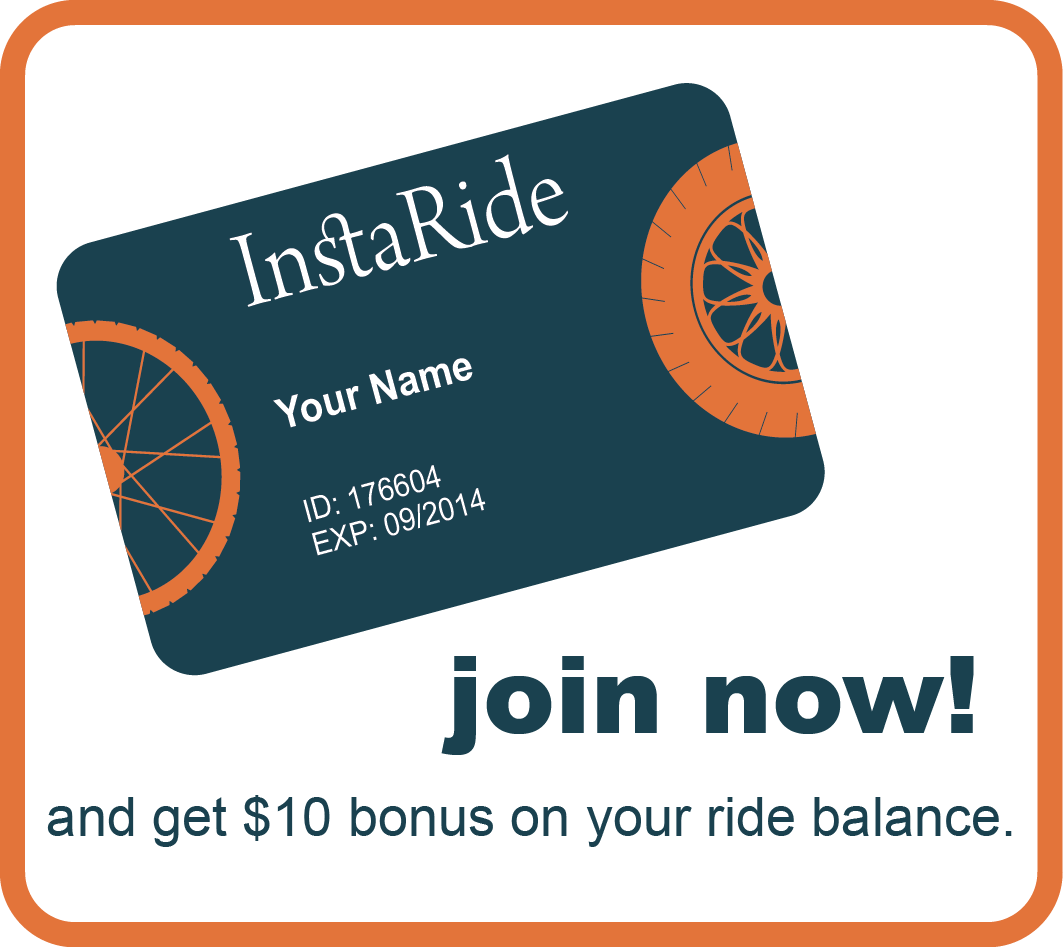 InstaRide
Your Name
ID: 176604
EXP: 09/2014
join now!
and get $10 bonus on your ride balance.